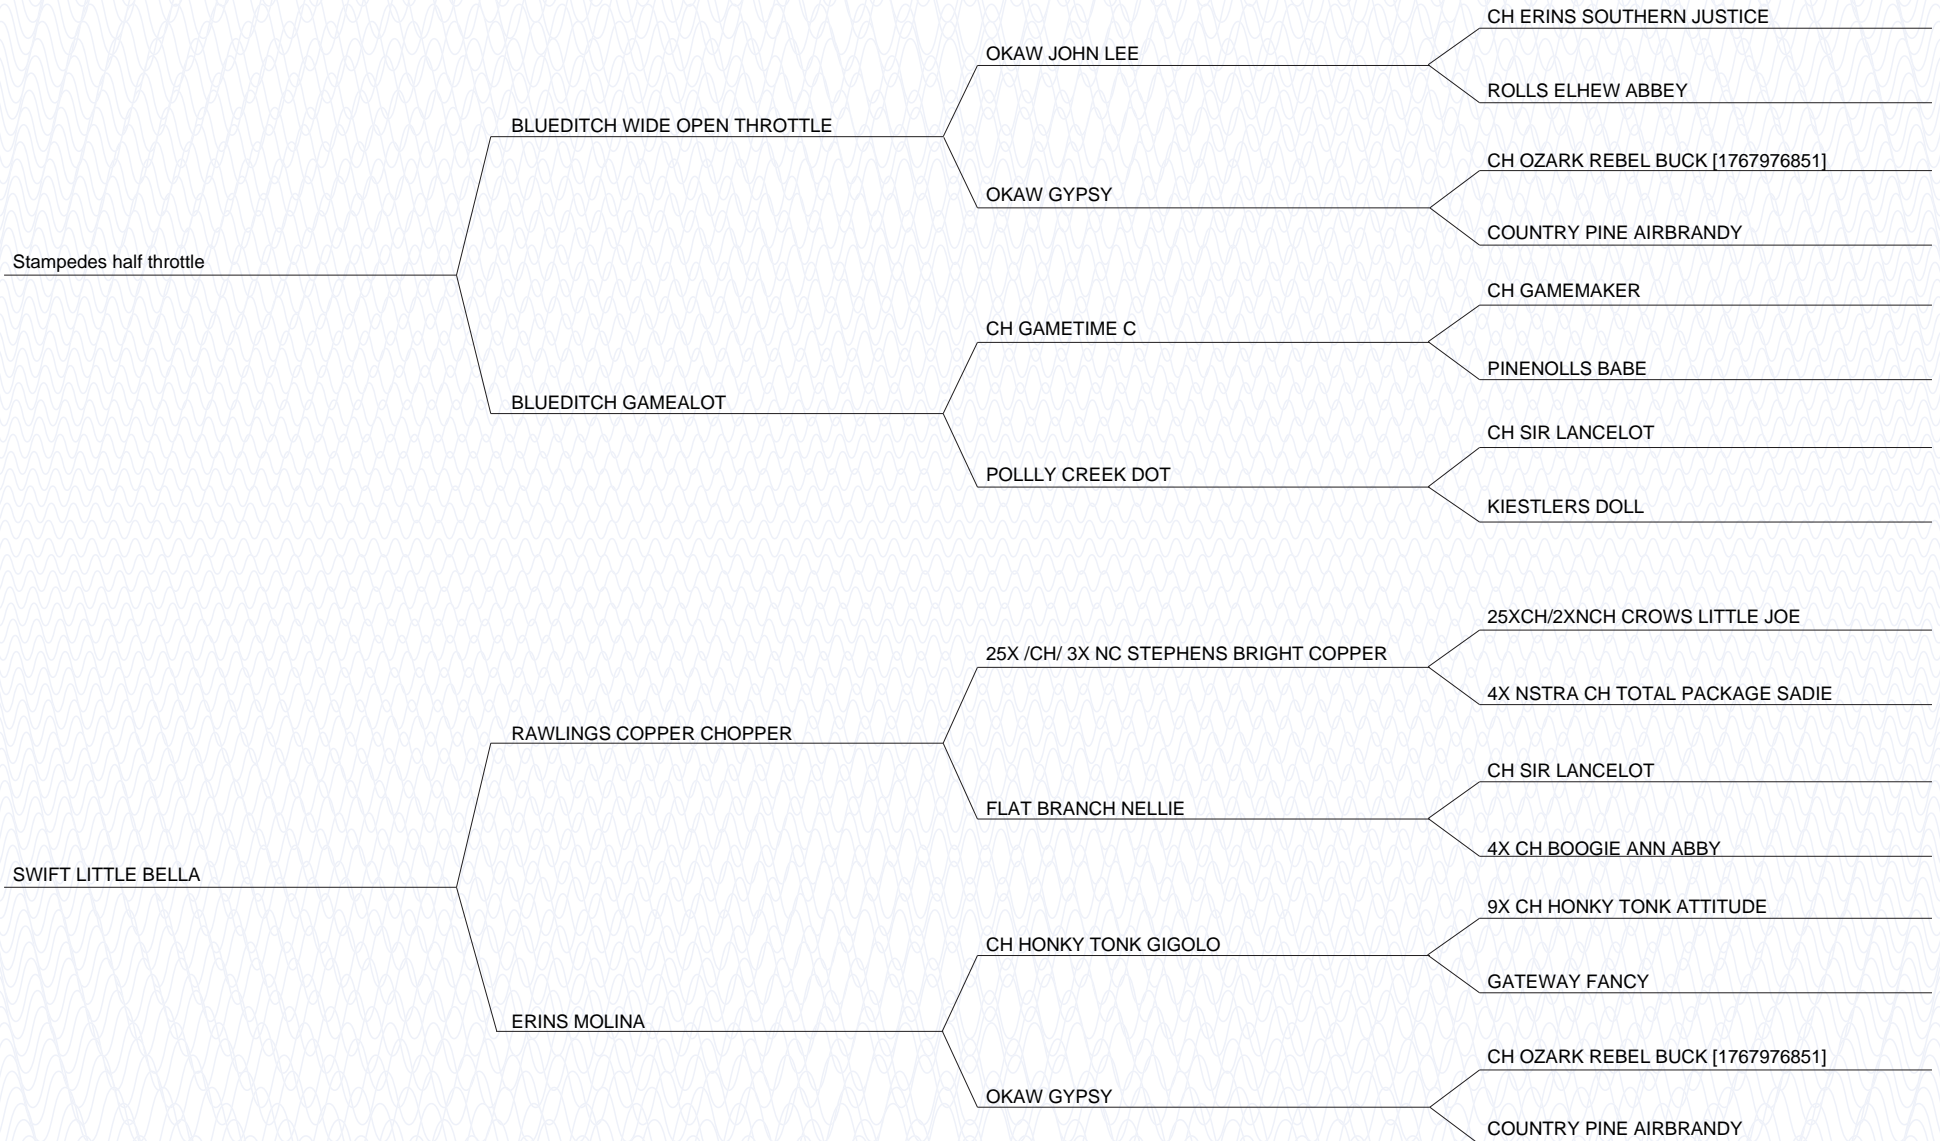 CH ERINS SOUTHERN JUSTICE
OKAW JOHN LEE
ROLLS ELHEW ABBEY
BLUEDITCH WIDE OPEN THROTTLE
CH OZARK REBEL BUCK [1767976851]
OKAW GYPSY
COUNTRY PINE AIRBRANDY
Stampedes half throttle
CH GAMEMAKER
CH GAMETIME C
PINENOLLS BABE
BLUEDITCH GAMEALOT
CH SIR LANCELOT
POLLLY CREEK DOT
KIESTLERS DOLL
25XCH/2XNCH CROWS LITTLE JOE
25X /CH/ 3X NC STEPHENS BRIGHT COPPER
4X NSTRA CH TOTAL PACKAGE SADIE
RAWLINGS COPPER CHOPPER
CH SIR LANCELOT
FLAT BRANCH NELLIE
4X CH BOOGIE ANN ABBY
SWIFT LITTLE BELLA
9X CH HONKY TONK ATTITUDE
CH HONKY TONK GIGOLO
GATEWAY FANCY
ERINS MOLINA
CH OZARK REBEL BUCK [1767976851]
OKAW GYPSY
COUNTRY PINE AIRBRANDY